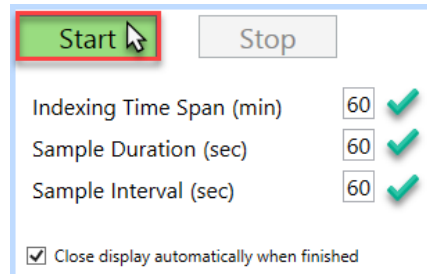 Start Stop
Indexing Time Span (min) 60
Sample Duration (sec) 60
Sample Interval (sec) 60
Close display automatically when finished